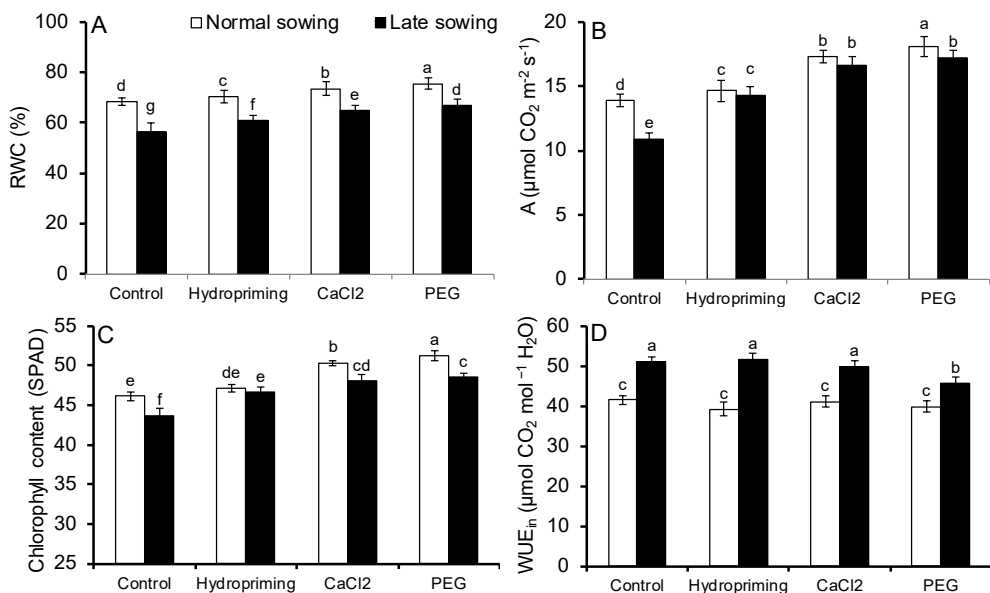 A
Normal sowing
Late sowing
RWC (%)
100
80
60
40
20
0
d
g
c
f
b
e
a
d
Control
Hydropriming
CaCl2
PEG
B
A (µmol CO₂ m⁻² s⁻¹)
20
15
10
5
0
d
e
c
c
b
b
a
b
Control
Hydropriming
CaCl2
PEG
C
Chlorophyll content (SPAD)
55
50
45
40
35
30
25
e
f
de
e
b
cd
a
c
Control
Hydropriming
CaCl2
PEG
D
WUEᵢₙ (µmol CO₂ mol ⁻¹ H₂O)
60
50
40
30
20
10
0
c
a
c
a
c
a
c
b
Control
Hydropriming
CaCl2
PEG